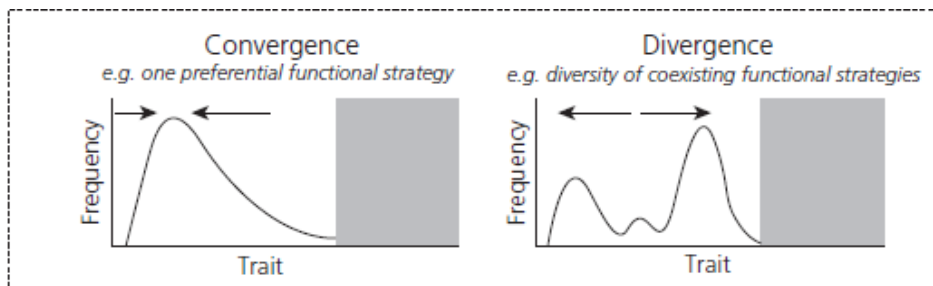 Convergence
e.g. one preferential functional strategy
Frequency
Trait
Divergence
e.g. diversity of coexisting functional strategies
Frequency
Trait